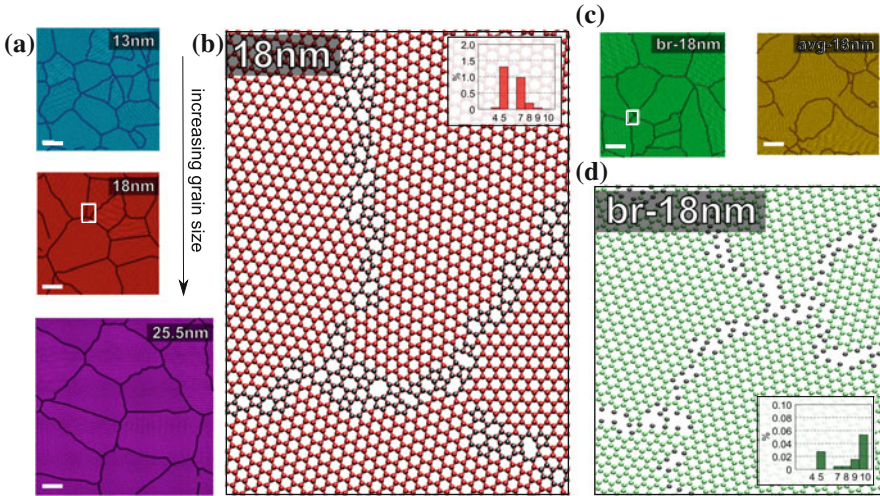 (a)
13nm
18nm
25.5nm
increasing grain size
(b)
18nm
2.0
1.5
1.0
0.5
0
%
4 5 7 8 9 10
(c)
br-18nm
avg-18nm
(d)
br-18nm
0.10
0.08
0.06
0.04
0.02
0
%
4 5 7 8 9 10